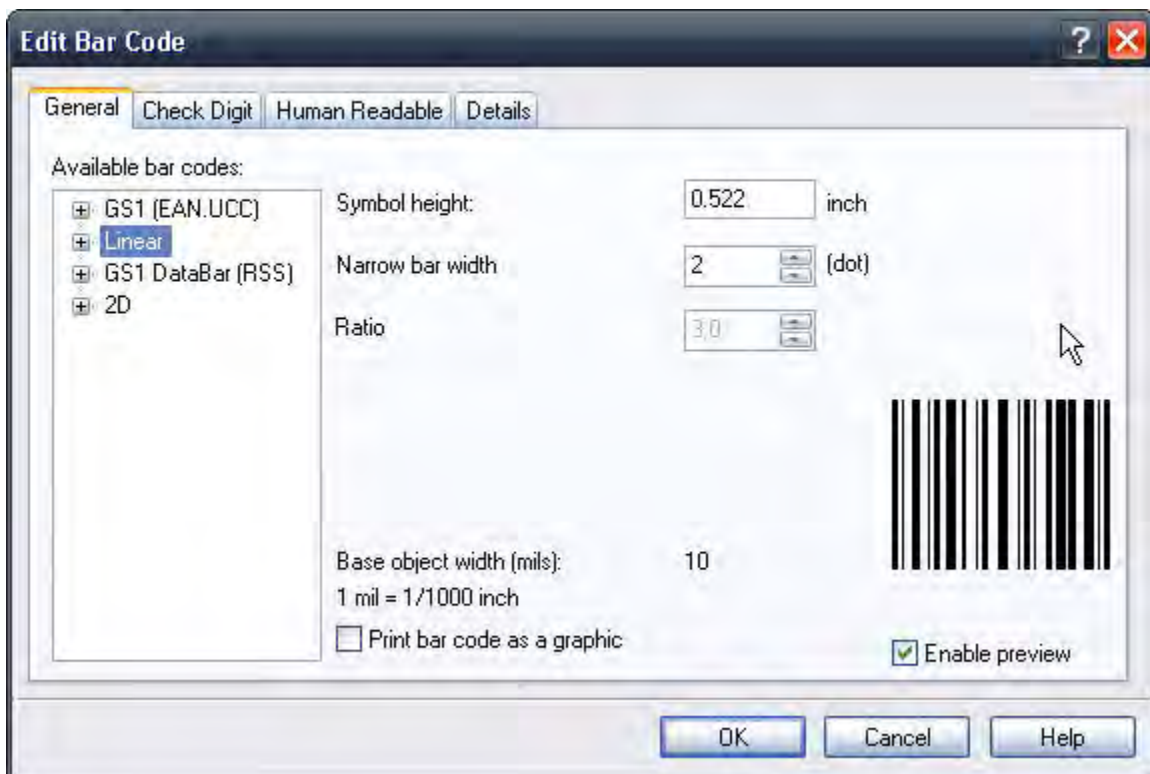 Edit Bar Code
General Check Digit Human Readable Details
Available bar codes:
GS1 (EAN.UCC)
Linear
GS1 DataBar (RSS)
2D
Symbol height: 0.522 inch
Narrow bar width 2 (dot)
Ratio 3.0
Base object width (mils): 10
1 mil = 1/1000 inch
Print bar code as a graphic
Enable preview
OK Cancel Help